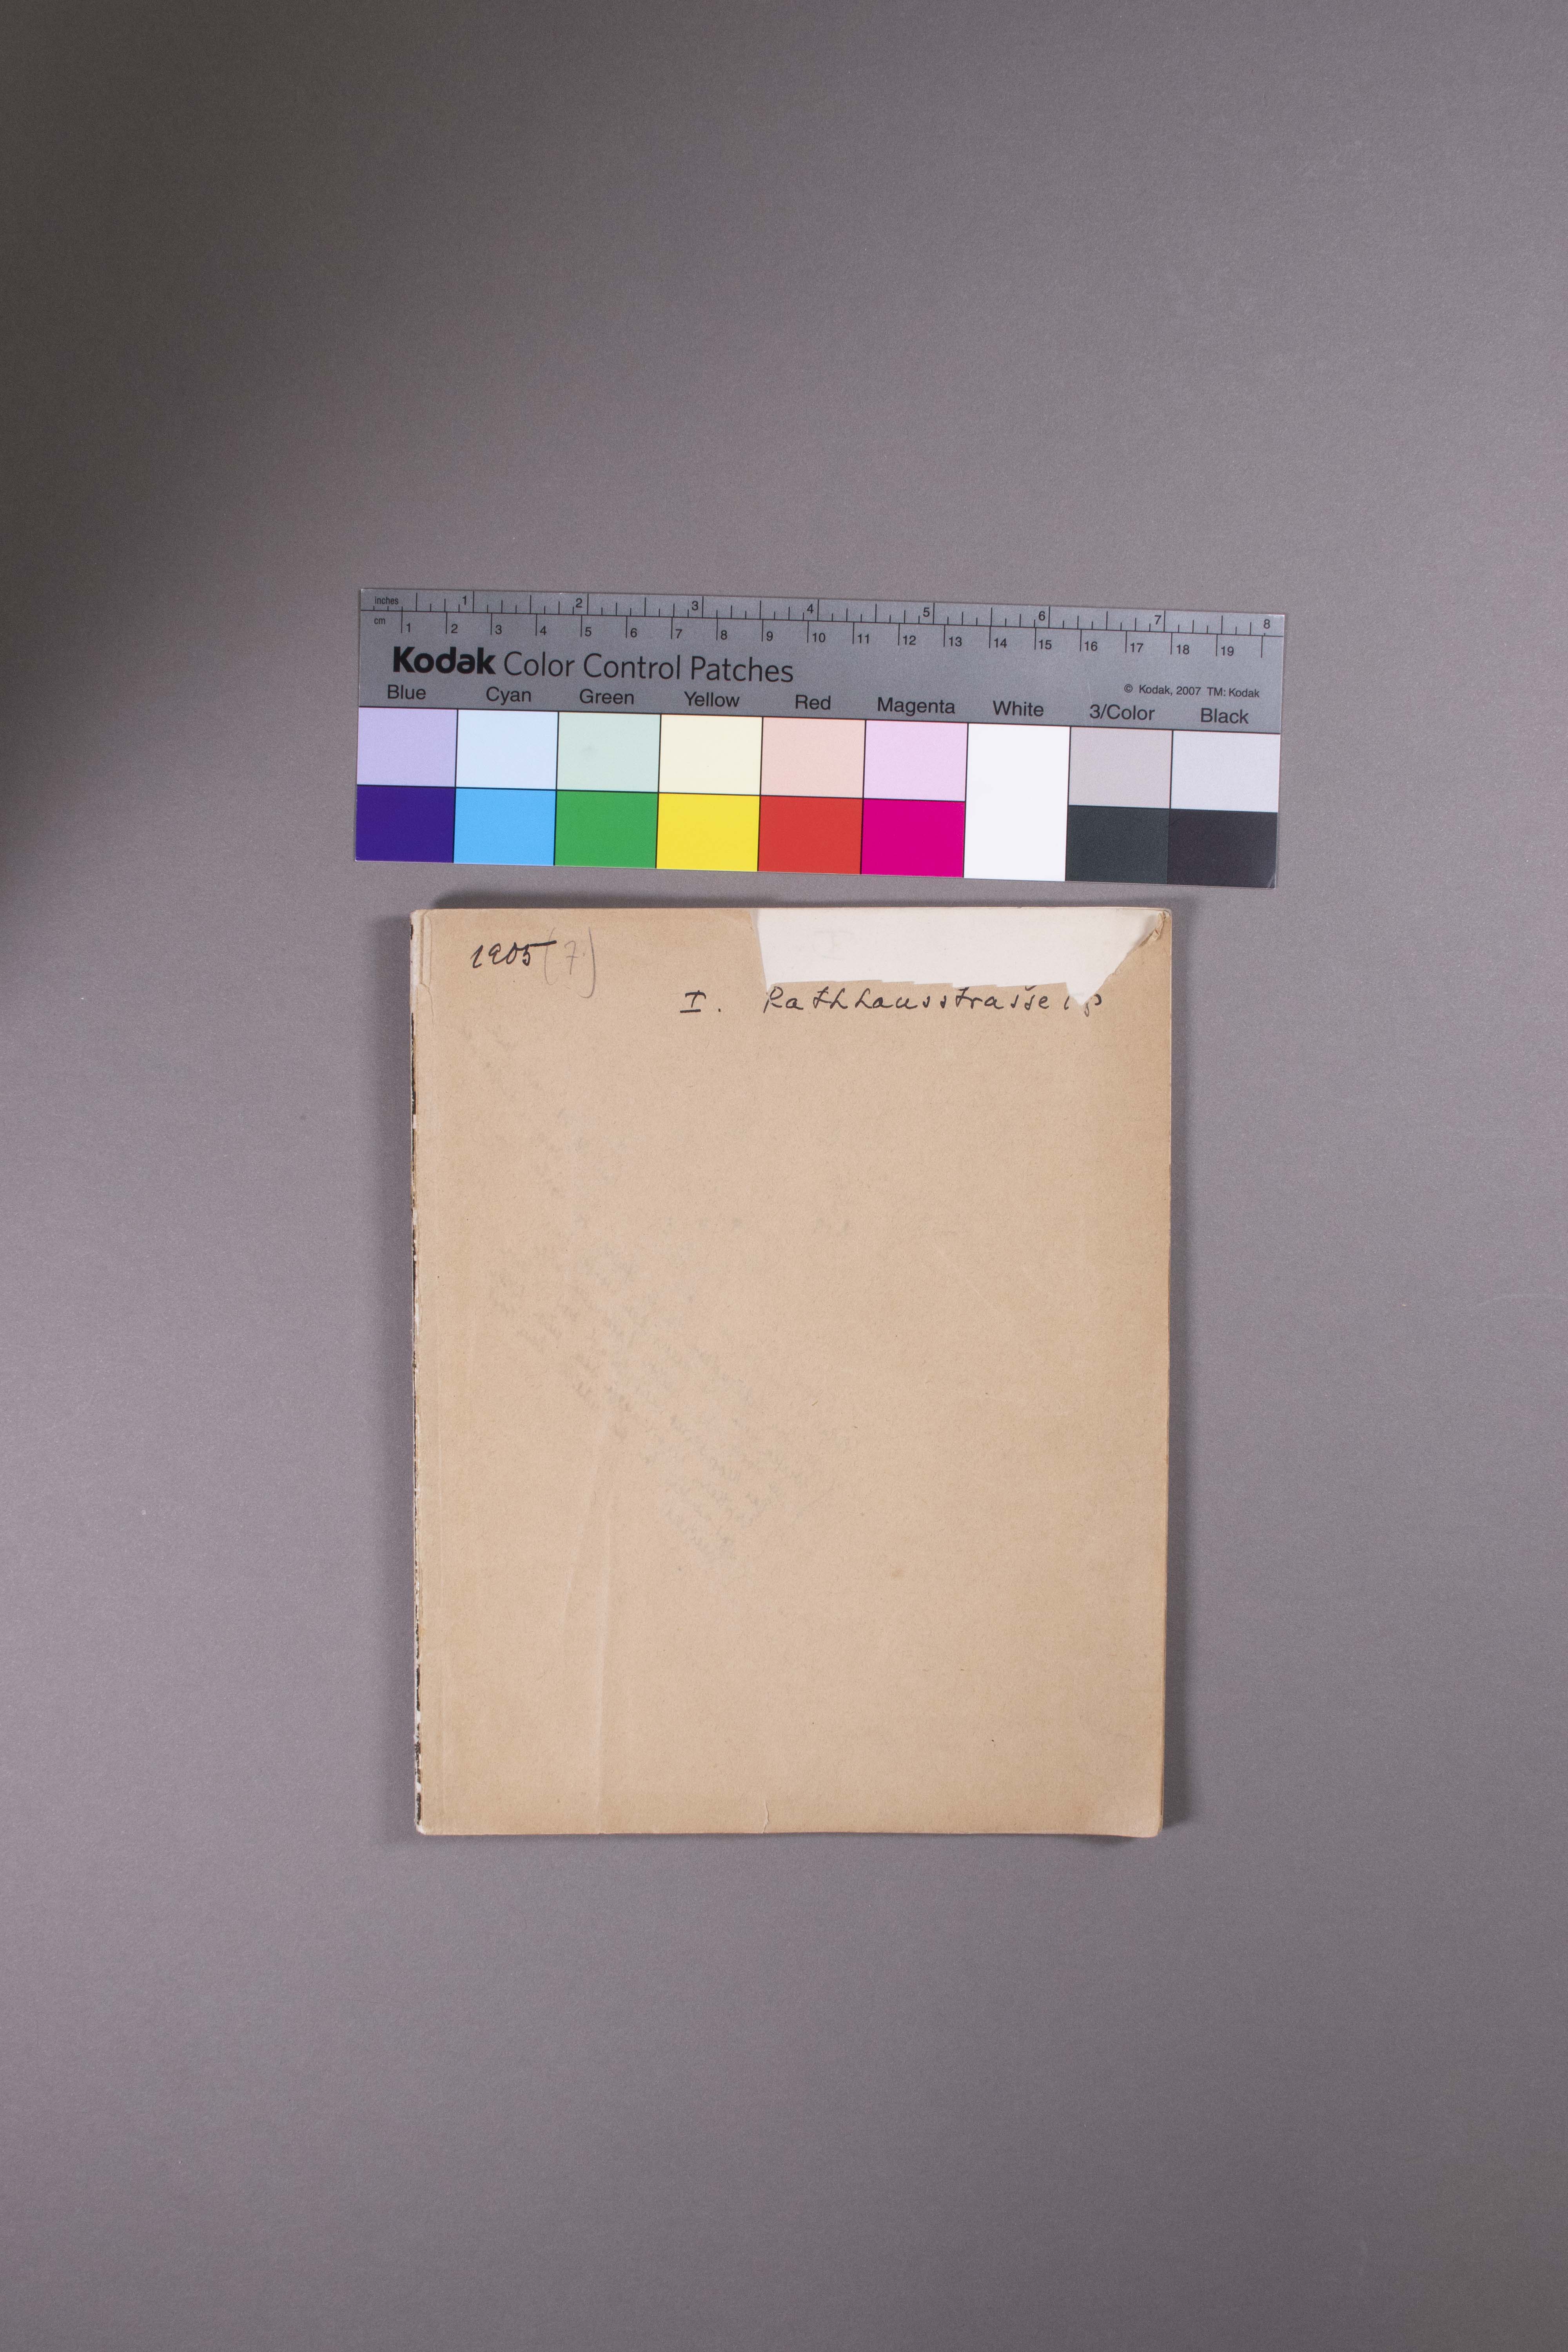 inches 1 2 3 4 5 6 7 8
cm 1 2 3 4 5 6 7 8 9 10 11 12 13 14 15 16 17 18 19
Kodak Color Control Patches
© Kodak, 2007 TM: Kodak
Blue Cyan Green Yellow Red Magenta White 3/Color Black
1905 (7.)
I. Rathhausstrasse